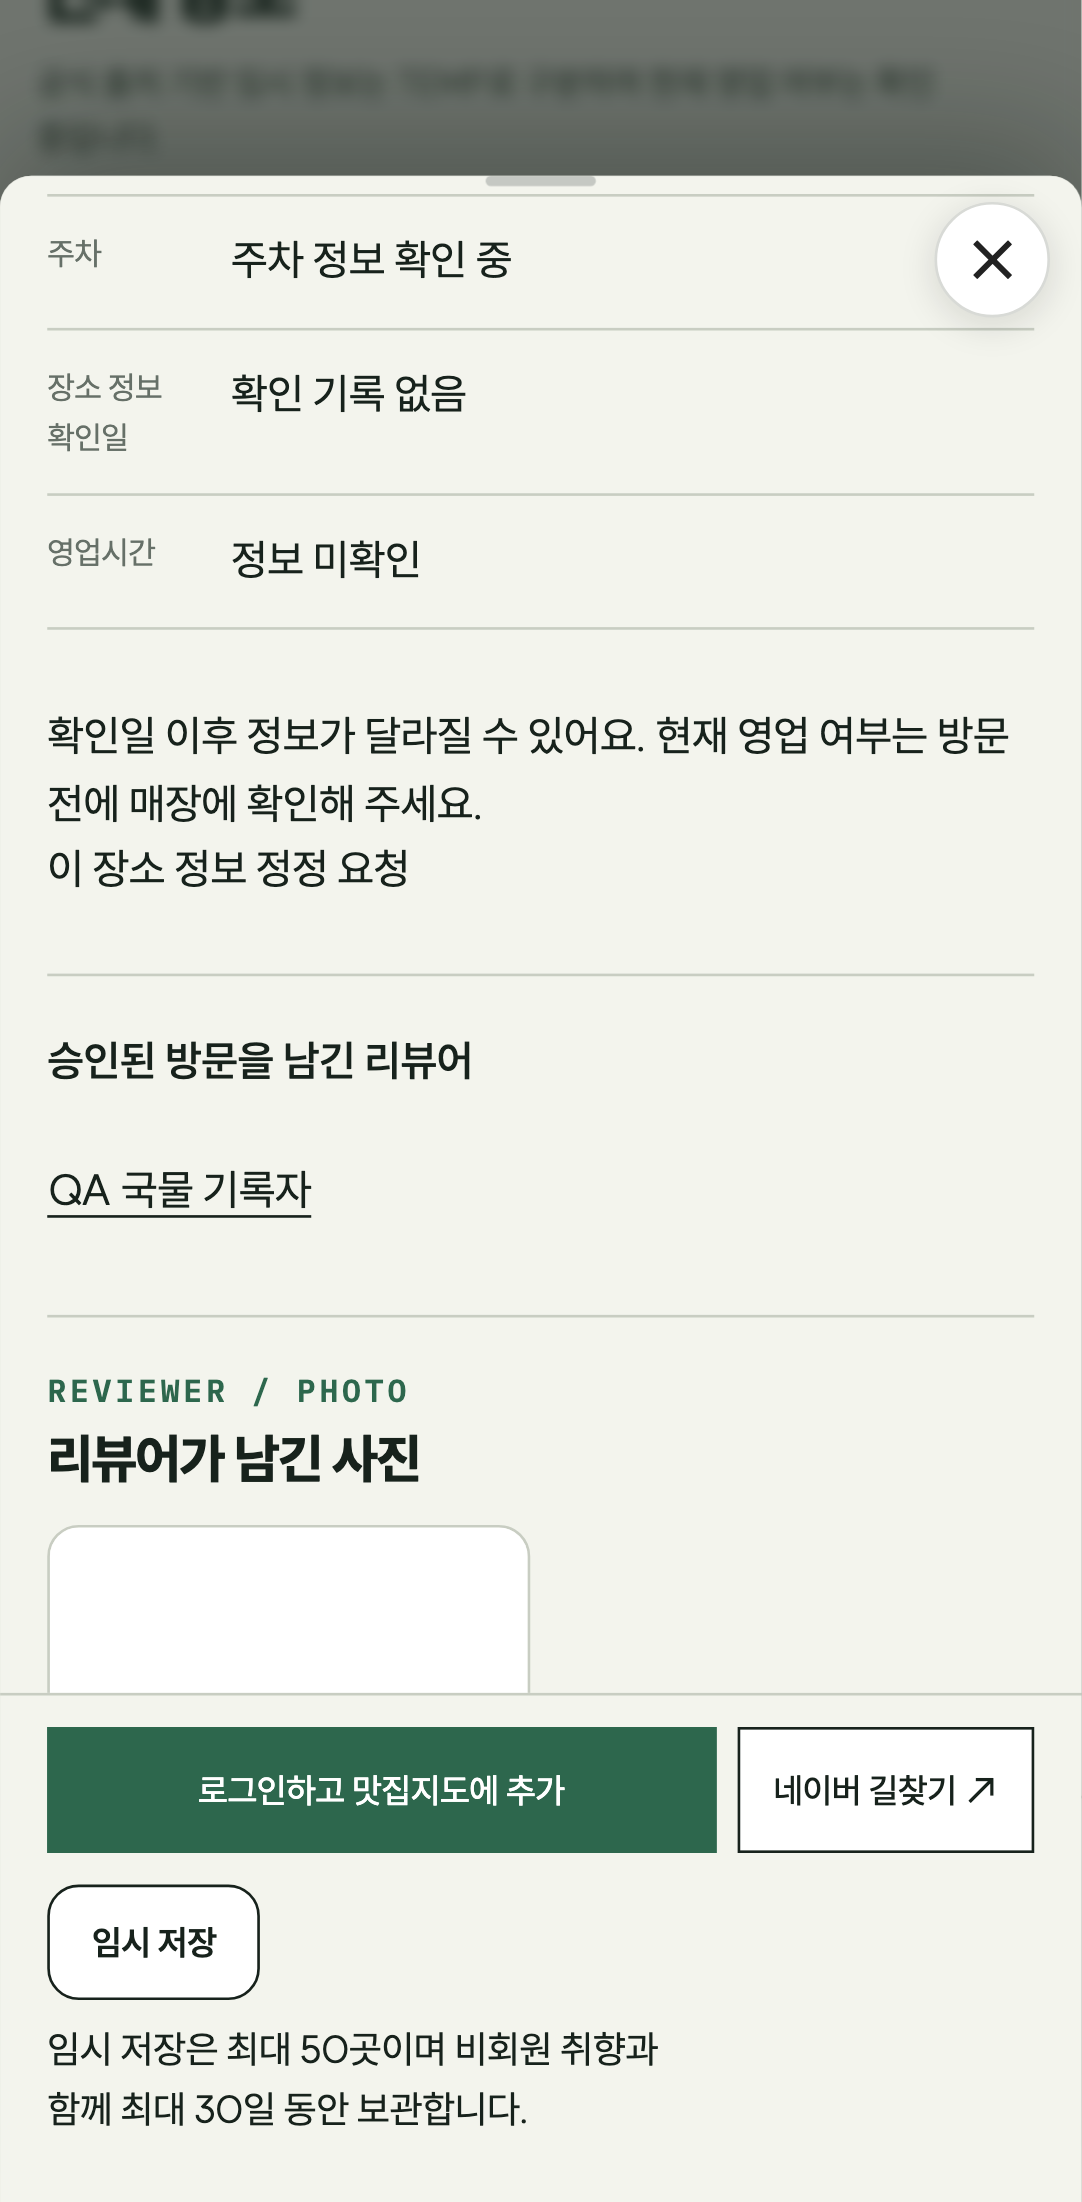 주차
주차 정보 확인 중
장소 정보
확인일
확인 기록 없음
영업시간
정보 미확인
확인일 이후 정보가 달라질 수 있어요. 현재 영업 여부는 방문
전에 매장에 확인해 주세요.
이 장소 정보 정정 요청
승인된 방문을 남긴 리뷰어
QA 국물 기록자
REVIEWER / PHOTO
리뷰어가 남긴 사진
로그인하고 맛집지도에 추가
네이버 길찾기 ↗
임시 저장
임시 저장은 최대 50곳이며 비회원 취향과
함께 최대 30일 동안 보관합니다.